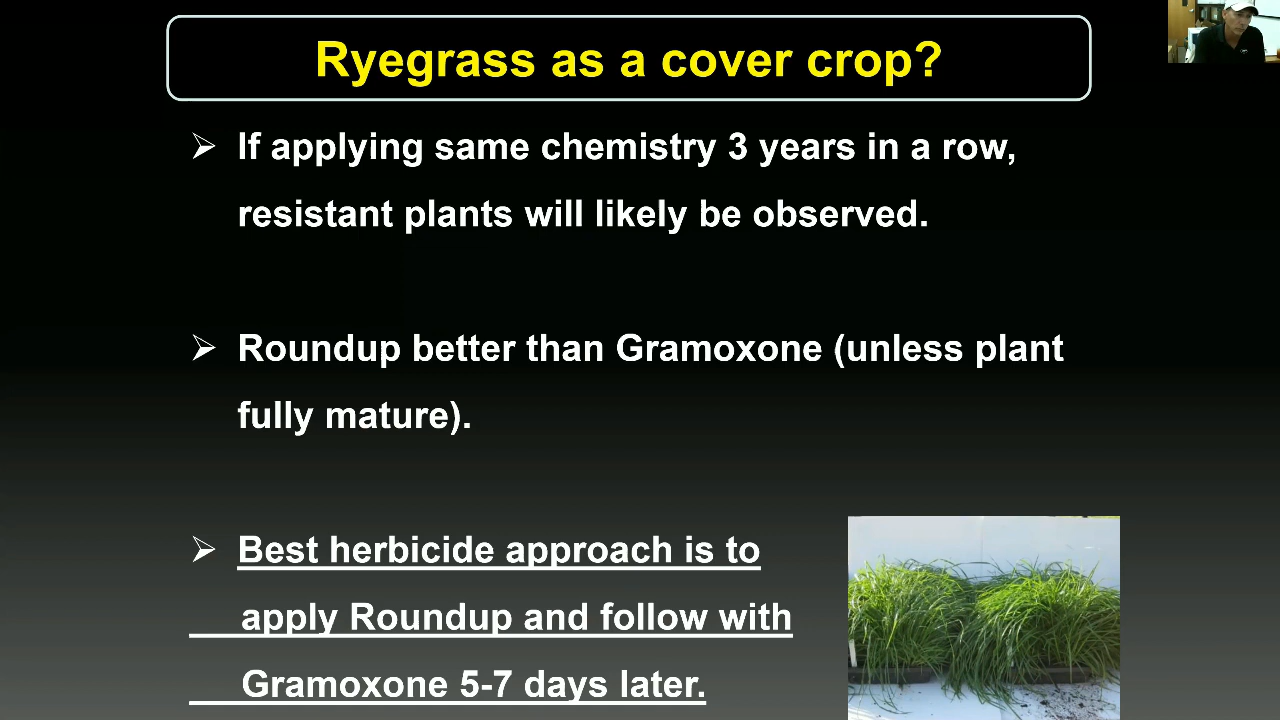 Ryegrass as a cover crop?
➢ If applying same chemistry 3 years in a row,
resistant plants will likely be observed.
➢ Roundup better than Gramoxone (unless plant
fully mature).
➢ Best herbicide approach is to
apply Roundup and follow with
Gramoxone 5-7 days later.